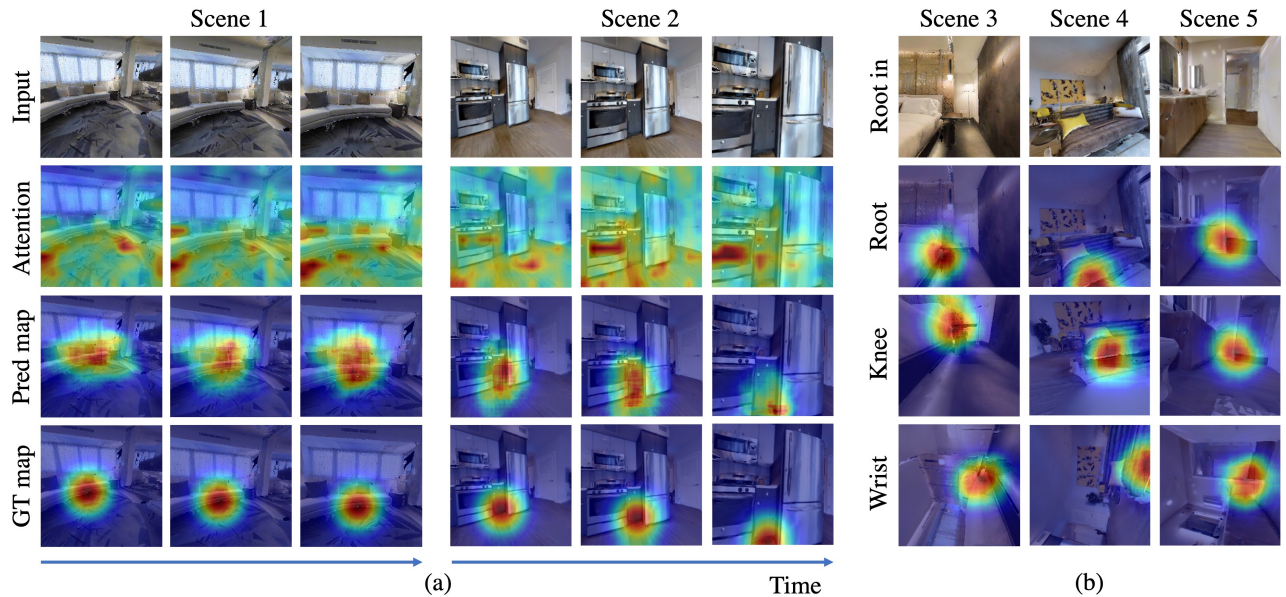 Scene 1
Scene 2
Scene 3
Scene 4
Scene 5
Input
Attention
Pred map
GT map
Root in
Root
Knee
Wrist
Time
(a)
(b)